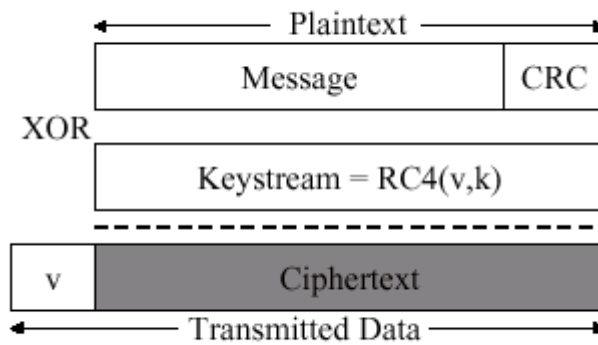 Plaintext
Message CRC
XOR
Keystream = RC4(v,k)
v Ciphertext
Transmitted Data